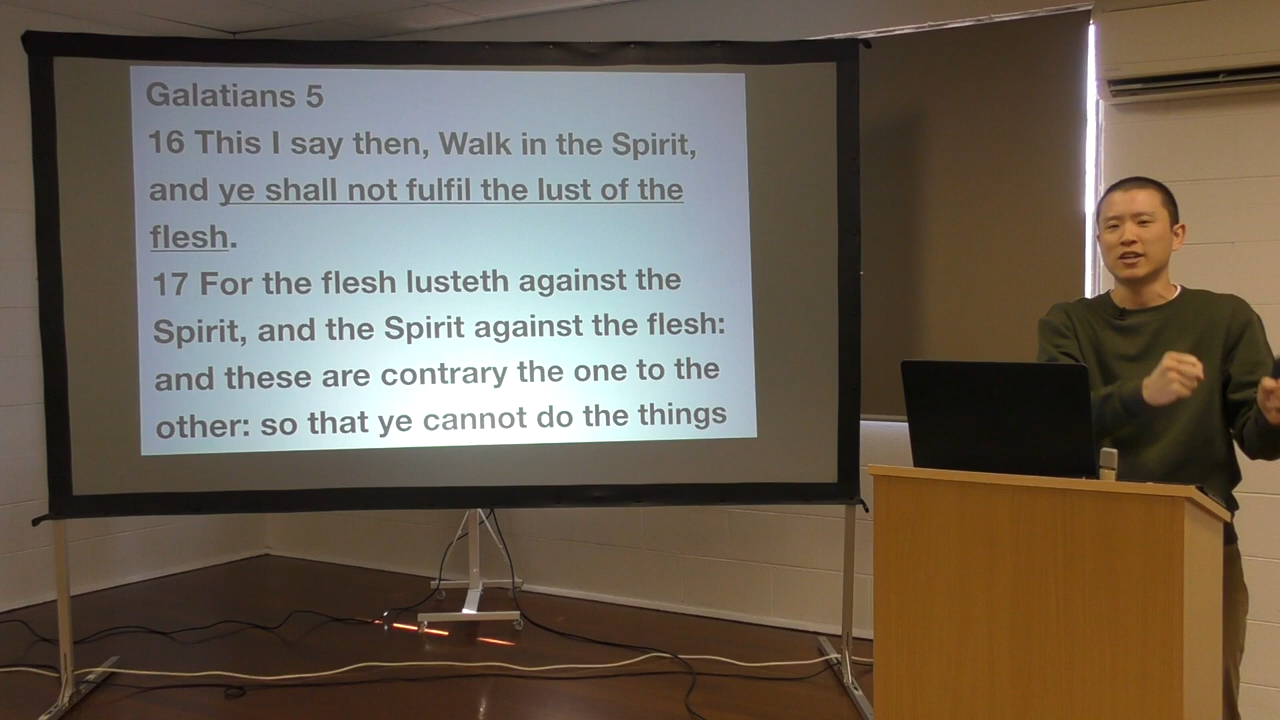 Galatians 5
16 This I say then, Walk in the Spirit,
and ye shall not fulfil the lust of the
flesh.
17 For the flesh lusteth against the
Spirit, and the Spirit against the flesh:
and these are contrary the one to the
other: so that ye cannot do the things